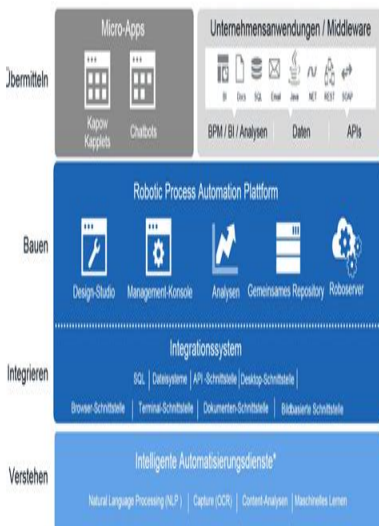 Micro-Apps
Unternehmensanwendungen / Middleware
Übermitteln
BI Docs SQL Email Java .NET REST SOAP
Kapow Kapplets
Chatbots
BPM / BI / Analysen | Daten | APIs
Robotic Process Automation Plattform
Bauen
Design-Studio Management-Konsole Analysen Gemeinsames Repository Roboserver
Integrationssystem
Integrieren
SQL | Dateisysteme | API -Schnittstelle | Desktop-Schnittstelle |
Browser-Schnittstelle | Terminal-Schnittstelle | Dokumenten-Schnittstelle | Bildbasierte Schnittstelle
Intelligente Automatisierungsdienste*
Verstehen
Natural Language Processing (NLP ) | Capture (OCR) | Content-Analysen | Maschinelles Lernen